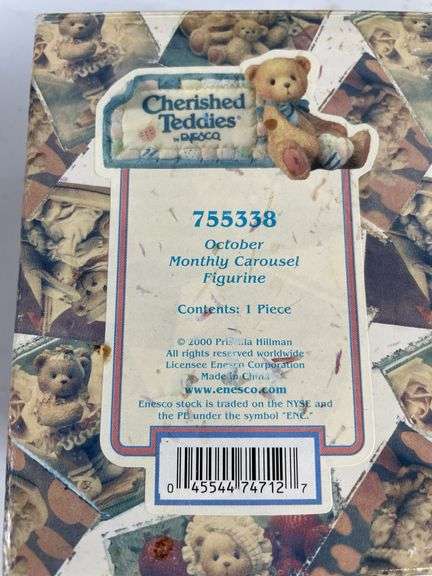 Cherished
Teddies®
by ENESCO
755338
October
Monthly Carousel
Figurine
Contents: 1 Piece
© 2000 Priscilla Hillman
All rights reserved worldwide
Licensee Enesco Corporation
Made in China
www.enesco.com
Enesco stock is traded on the NYSE and
the PE under the symbol "ENC."
0 45544 74712 7